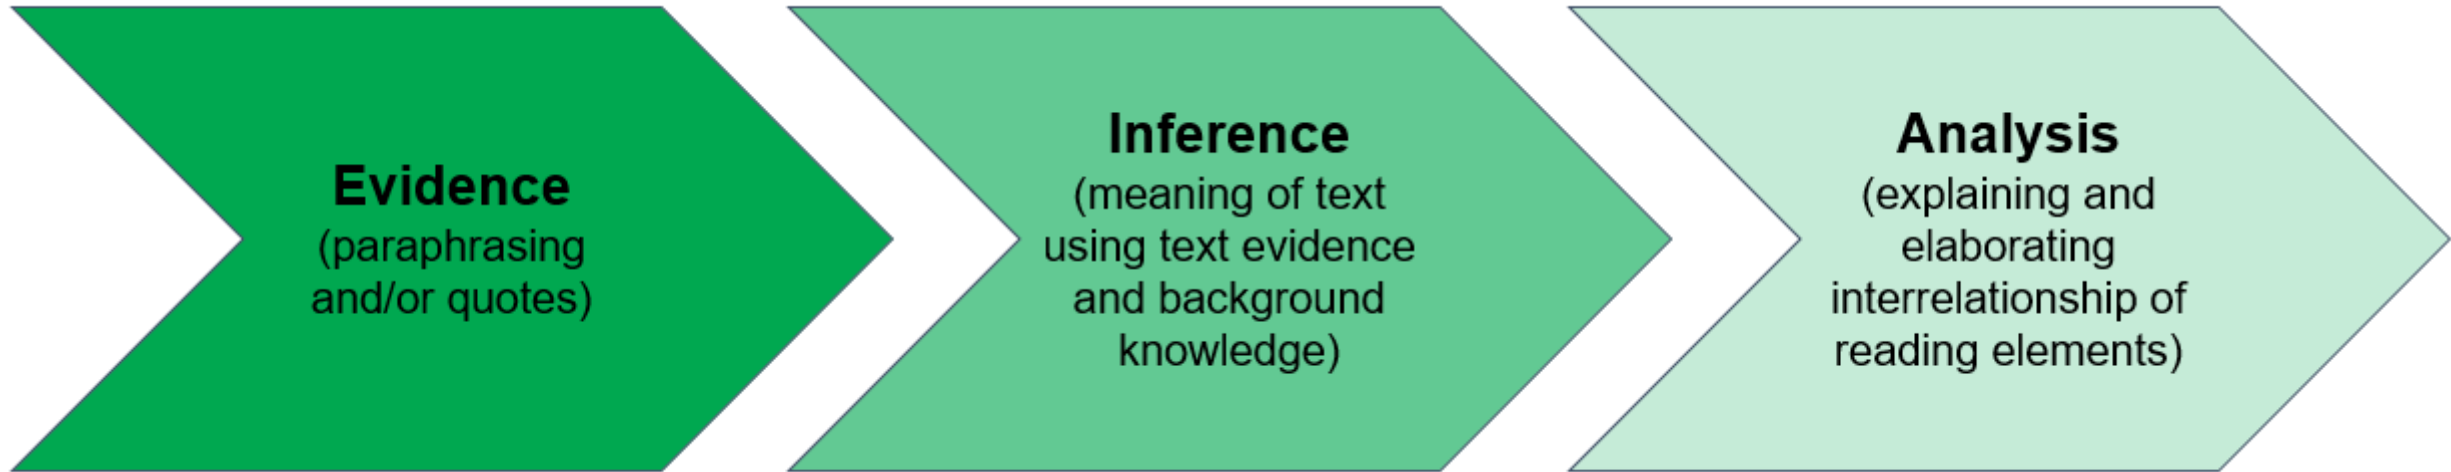 Evidence
(paraphrasing
and/or quotes)
Inference
(meaning of text
using text evidence
and background
knowledge)
Analysis
(explaining and
elaborating
interrelationship of
reading elements)